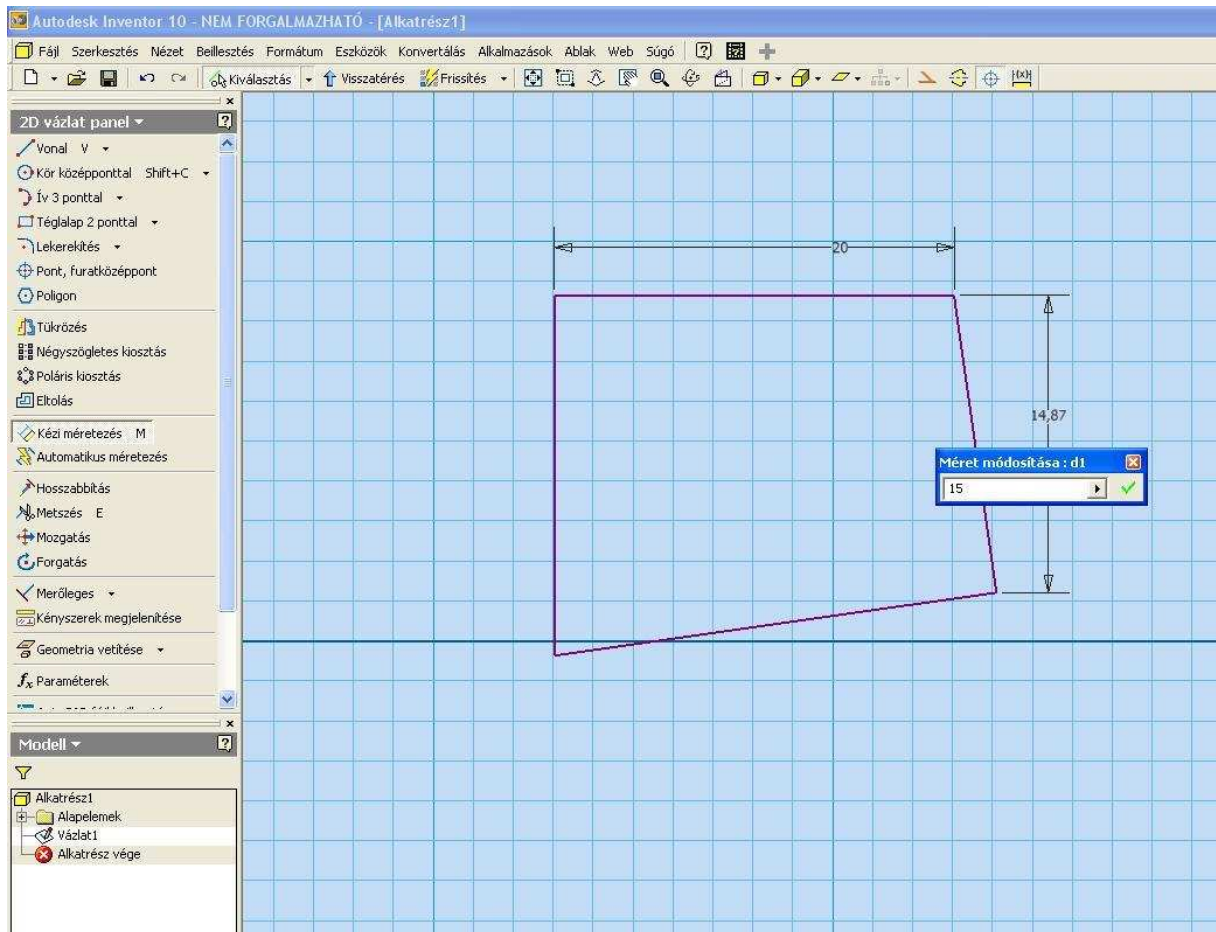 Autodesk Inventor 10 - NEM FORGALMAZHATÓ - [Alkatrész1]
Fájl Szerkesztés Nézet Beillesztés Formátum Eszközök Konvertálás Alkalmazások Ablak Web Súgó
Kiválasztás Visszatérés Frissítés
2D vázlat panel
Vonal V
Kör középponttal Shift+C
Ív 3 ponttal
Téglalap 2 ponttal
Lekerekítés
Pont, furatközéppont
Poligon
Tükrözés
Négyszögletes kiosztás
Poláris kiosztás
Eltolás
Kézi méretezés M
Automatikus méretezés
Hosszabbítás
Metszés E
Mozgatás
Forgatás
Merőleges
Kényszerek megjelenítése
Geometria vetítése
fx Paraméterek
Modell
Alkatrész1
Alapelemek
Vázlat1
Alkatrész vége
20
14,87
Méret módosítása : d1
15